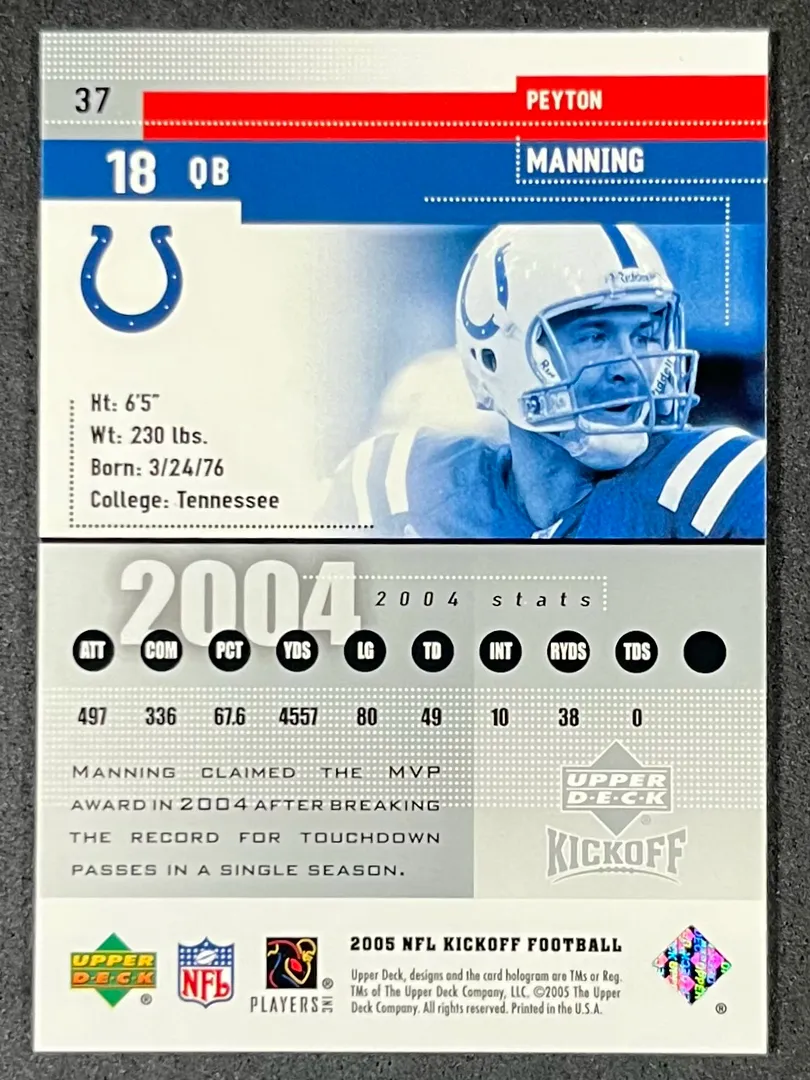 37
PEYTON
18 QB
MANNING
Riddell
Ht: 6'5"
Wt: 230 lbs.
Born: 3/24/76
College: Tennessee
2004
2004 stats
ATT COM PCT YDS LG TD INT RYDS TDS
497 336 67.6 4557 80 49 10 38 0
MANNING CLAIMED THE MVP
AWARD IN 2004 AFTER BREAKING
THE RECORD FOR TOUCHDOWN
PASSES IN A SINGLE SEASON.
UPPER
D·E·C·K
®
KICKOFF
UPPER
D·E·C·K
®
NFL
PLAYERS INC ®
2005 NFL KICKOFF FOOTBALL
Upper Deck, designs and the card hologram are TMs or Reg.
TMs of The Upper Deck Company, LLC. ©2005 The Upper
Deck Company. All rights reserved. Printed in the U.S.A.
®